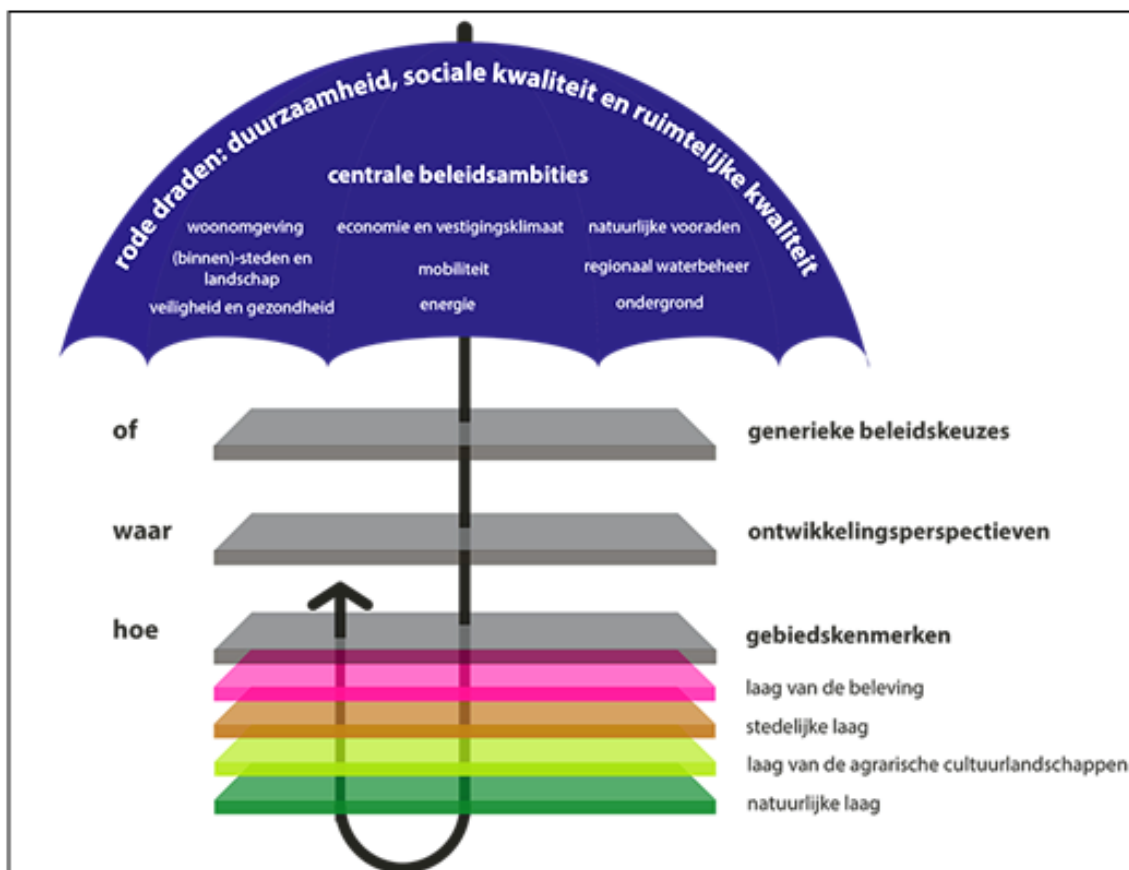 rode draden: duurzaamheid, sociale kwaliteit en ruimtelijke kwaliteit
centrale beleidsambities
woonomgeving
(binnen)-steden en
landschap
veiligheid en gezondheid
economie en vestigingsklimaat
mobiliteit
energie
natuurlijke vooraden
regionaal waterbeheer
ondergrond
of
generieke beleidskeuzes
waar
ontwikkelingsperspectieven
hoe
gebiedskenmerken
laag van de beleving
stedelijke laag
laag van de agrarische cultuurlandschappen
natuurlijke laag